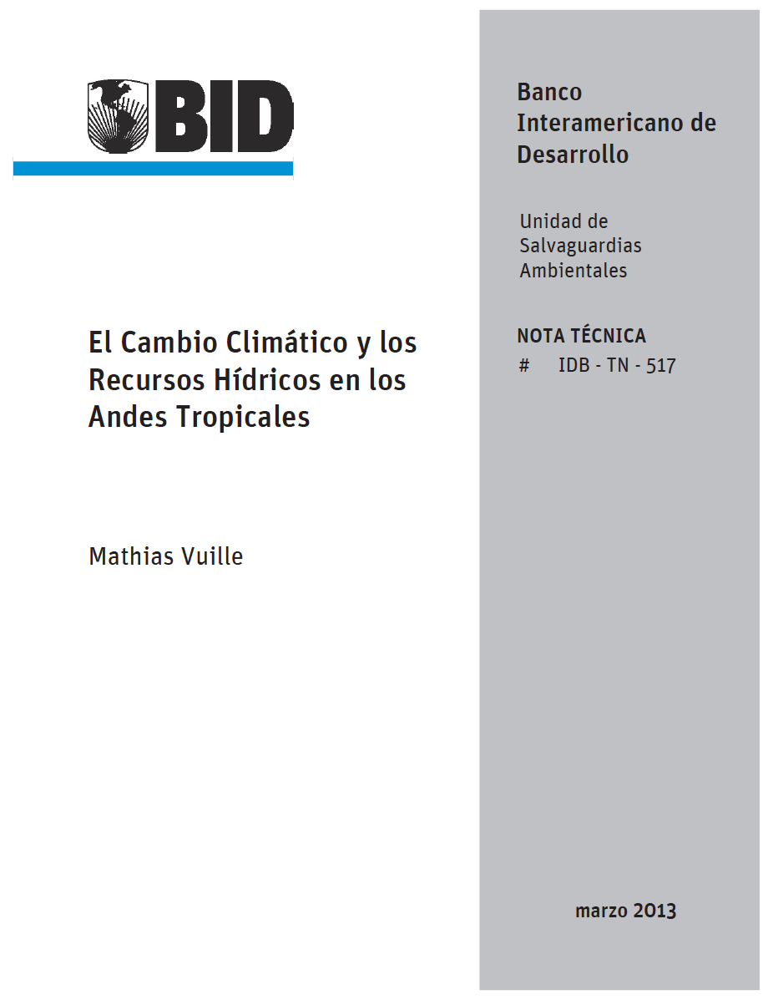 BID
Banco
Interamericano de
Desarrollo
Unidad de
Salvaguardias
Ambientales
NOTA TÉCNICA
# IDB - TN - 517
El Cambio Climático y los
Recursos Hídricos en los
Andes Tropicales
Mathias Vuille
marzo 2013